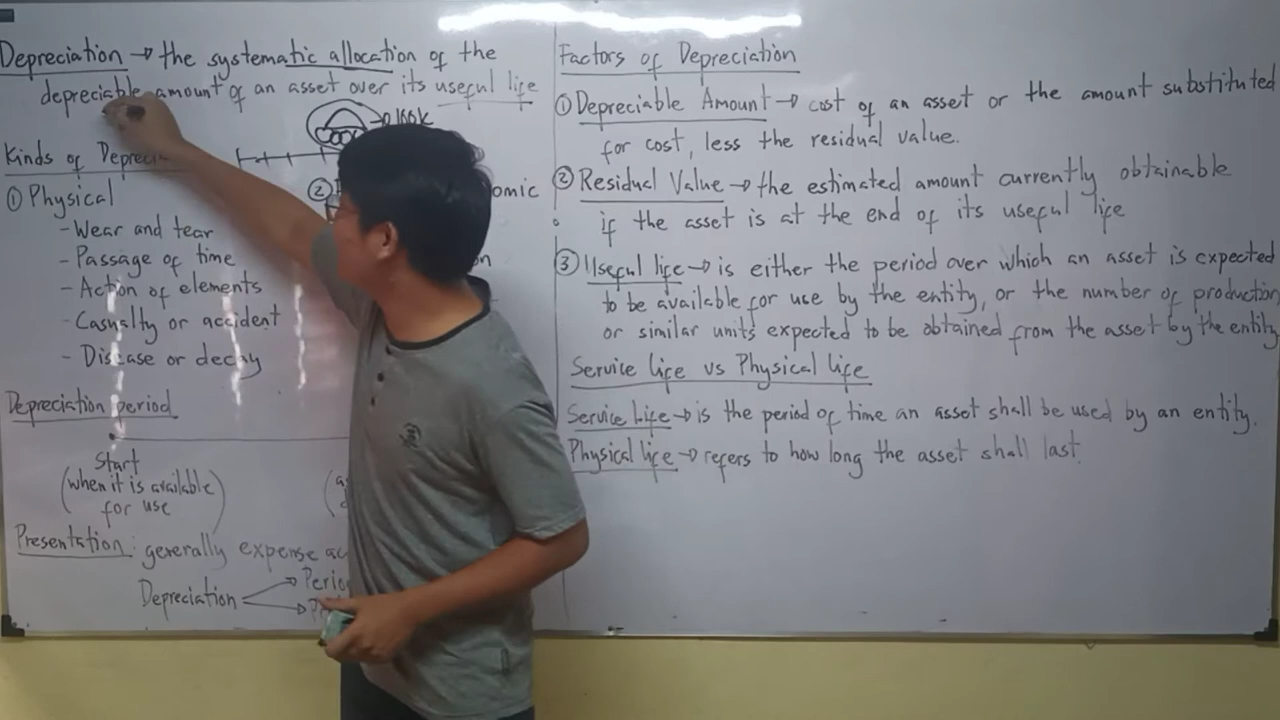 Depreciation → the systematic allocation of the
depreciable amount of an asset over its useful life
→ 100k
Kinds of
① Physical
②
- Wear and tear
- Passage of time
- Action of elements
- Casualty or accident
- Disease or decay
Depreciation period
Start
(when it is available
for use)
Presentation: generally expense
Depreciation
Factors of Depreciation
① Depreciable Amount → cost of an asset or the amount substituted
for cost, less the residual value.
② Residual Value → the estimated amount currently obtainable
if the asset is at the end of its useful life
③ Useful life → is either the period over which an asset is expected
to be available for use by the entity, or the number of production
or similar units expected to be obtained from the asset by the entity
Service life vs Physical life
Service Life → is the period of time an asset shall be used by an entity.
Physical life → refers to how long the asset shall last.